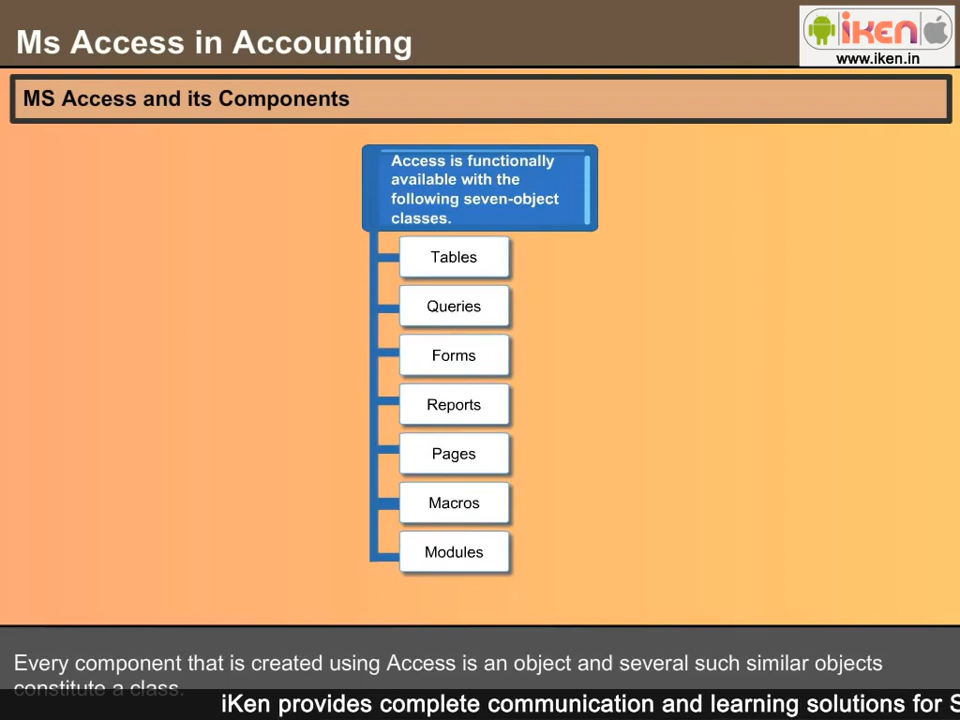 Ms Access in Accounting
iKEN
www.iken.in
MS Access and its Components
Access is functionally
available with the
following seven-object
classes.
Tables
Queries
Forms
Reports
Pages
Macros
Modules
Every component that is created using Access is an object and several such similar objects
constitute a class.
iKen provides complete communication and learning solutions for S